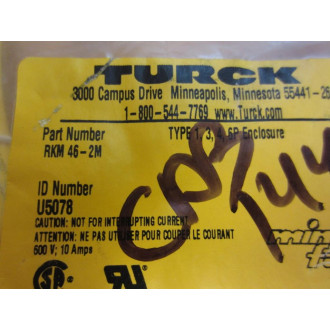 TURCK
3000 Campus Drive Minneapolis, Minnesota 55441-26
1-800-544-7769 www.Turck.com
Part Number TYPE 1, 3, 4, 6P Enclosure
RKM 46-2M
ID Number
U5078
CAUTION: NOT FOR INTERRUPTING CURRENT
ATTENTION: NE PAS UTILISER POUR COUPER LE COURANT
600 V; 10 Amps